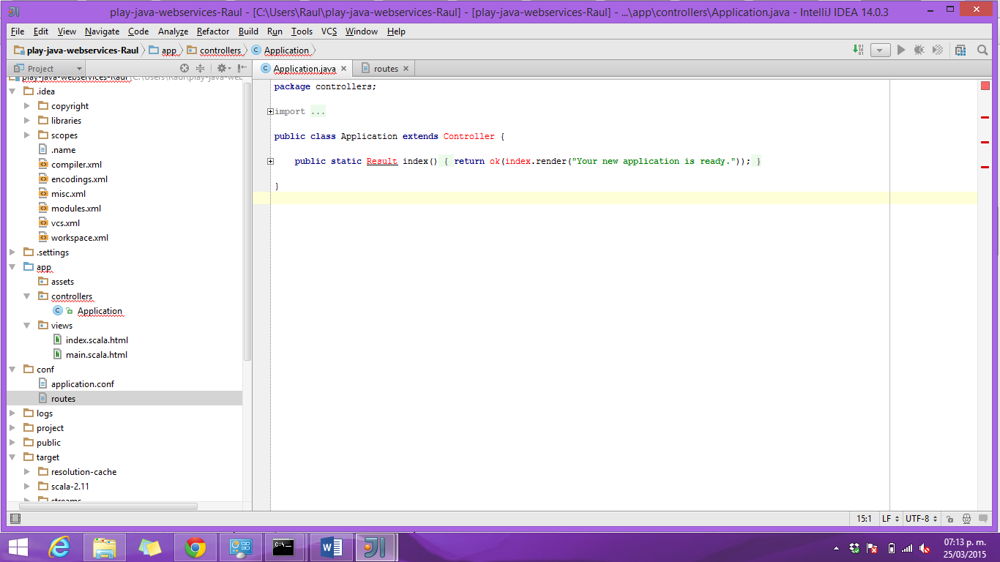 play-java-webservices-Raul - [C:\Users\Raul\play-java-webservices-Raul] - [play-java-webservices-Raul] - ...\app\controllers\Application.java - IntelliJ IDEA 14.0.3
File Edit View Navigate Code Analyze Refactor Build Run Tools VCS Window Help
play-java-webservices-Raul app controllers Application
Project
Application.java
routes
play-java-webservices-Raul (C:\Users\Raul\play-java-web
.idea
copyright
libraries
scopes
.name
compiler.xml
encodings.xml
misc.xml
modules.xml
vcs.xml
workspace.xml
.settings
app
assets
controllers
Application
views
index.scala.html
main.scala.html
conf
application.conf
routes
logs
project
public
target
resolution-cache
scala-2.11
streams
package controllers;
import ...
public class Application extends Controller {
public static Result index() { return ok(index.render("Your new application is ready.")); }
}
15:1 LF UTF-8
07:13 p. m.
25/03/2015